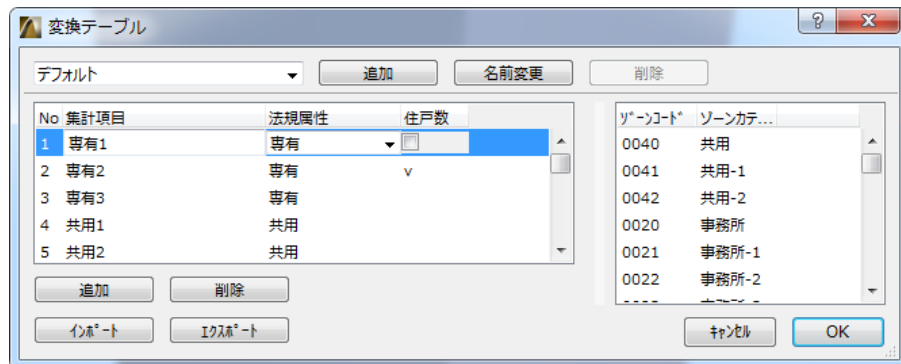 変換テーブル
デフォルト 追加 名前変更 削除
No 集計項目 法規属性 住戸数
1 専有1 専有
2 専有2 専有 v
3 専有3 専有
4 共用1 共用
5 共用2 共用
追加 削除
ｲﾝﾎﾟｰﾄ ｴｸｽﾎﾟｰﾄ
ｿﾞｰﾝｺｰﾄﾞ ゾーンカテ...
0040 共用
0041 共用-1
0042 共用-2
0020 事務所
0021 事務所-1
0022 事務所-2
ｷｬﾝｾﾙ OK